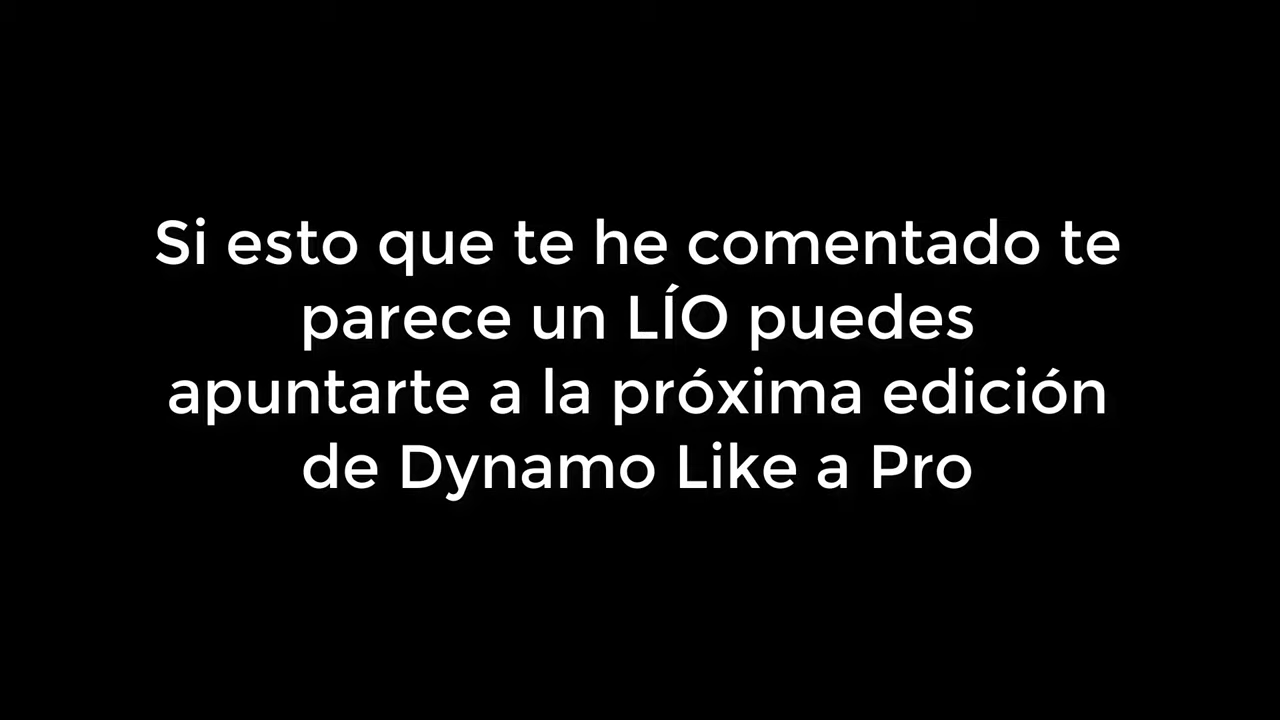 Si esto que te he comentado te
parece un LÍO puedes
apuntarte a la próxima edición
de Dynamo Like a Pro